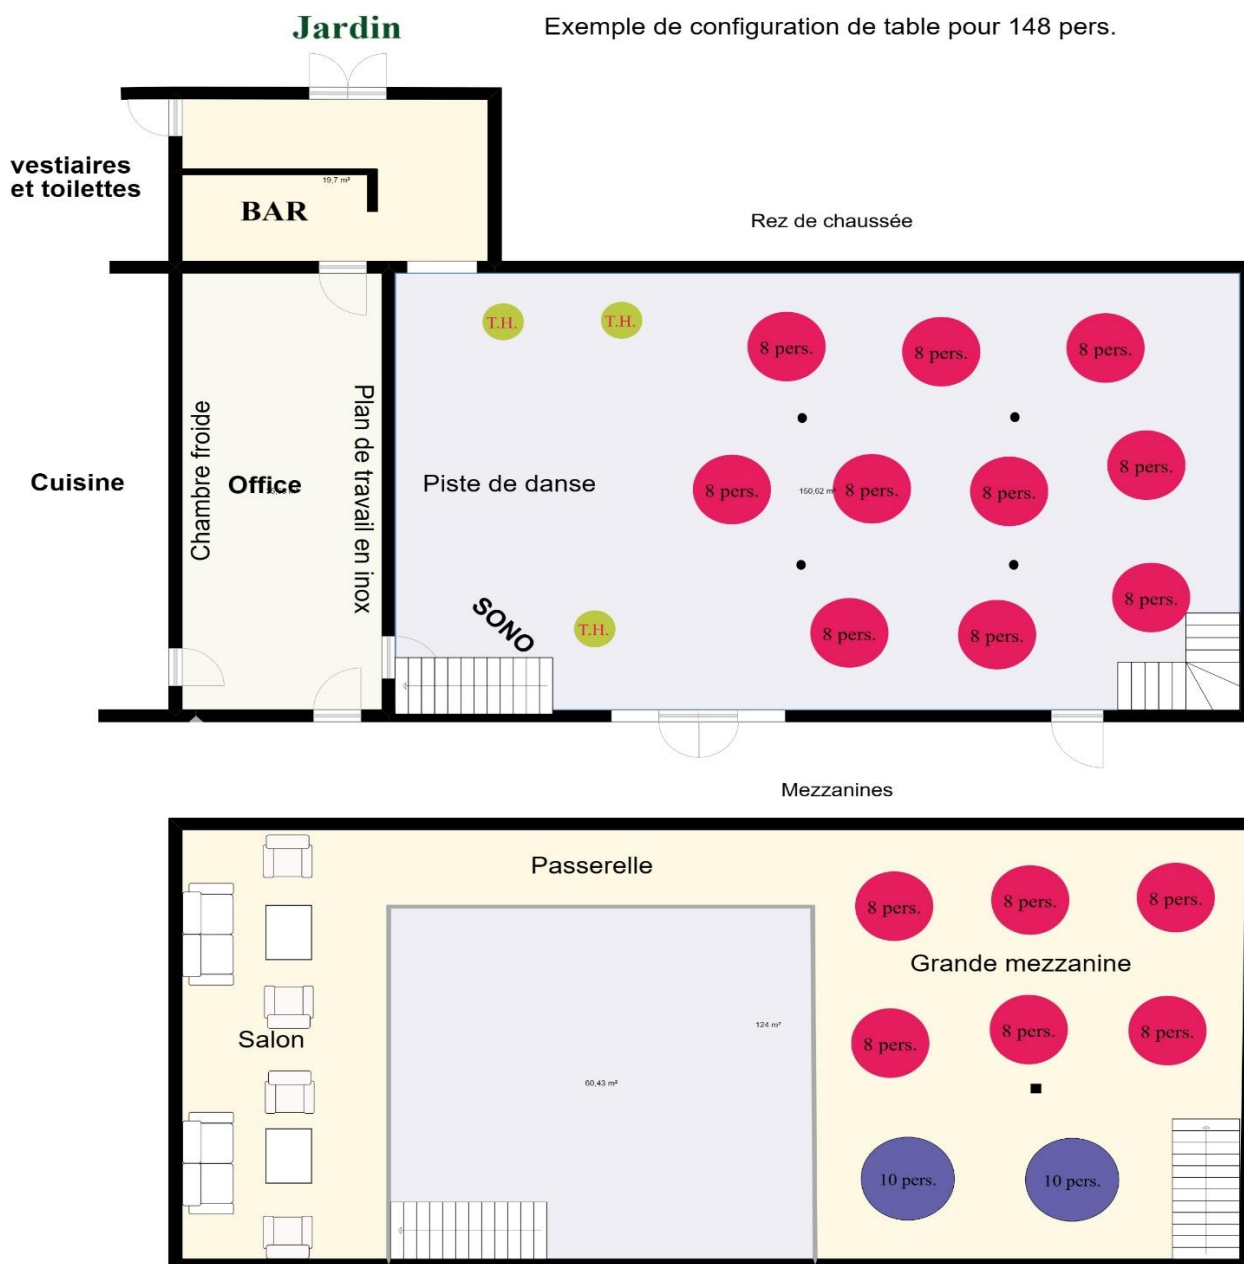 Jardin
Exemple de configuration de table pour 148 pers.
vestiaires
et toilettes
19,7 m²
BAR
Rez de chaussée
T.H.
T.H.
8 pers.
8 pers.
8 pers.
Cuisine
Chambre froide
Office
Plan de travail en inox
Piste de danse
8 pers.
150,62 m²
8 pers.
8 pers.
8 pers.
SONO
T.H.
8 pers.
8 pers.
8 pers.
Mezzanines
Passerelle
8 pers.
8 pers.
8 pers.
Grande mezzanine
Salon
124 m²
8 pers.
8 pers.
8 pers.
60,43 m²
10 pers.
10 pers.